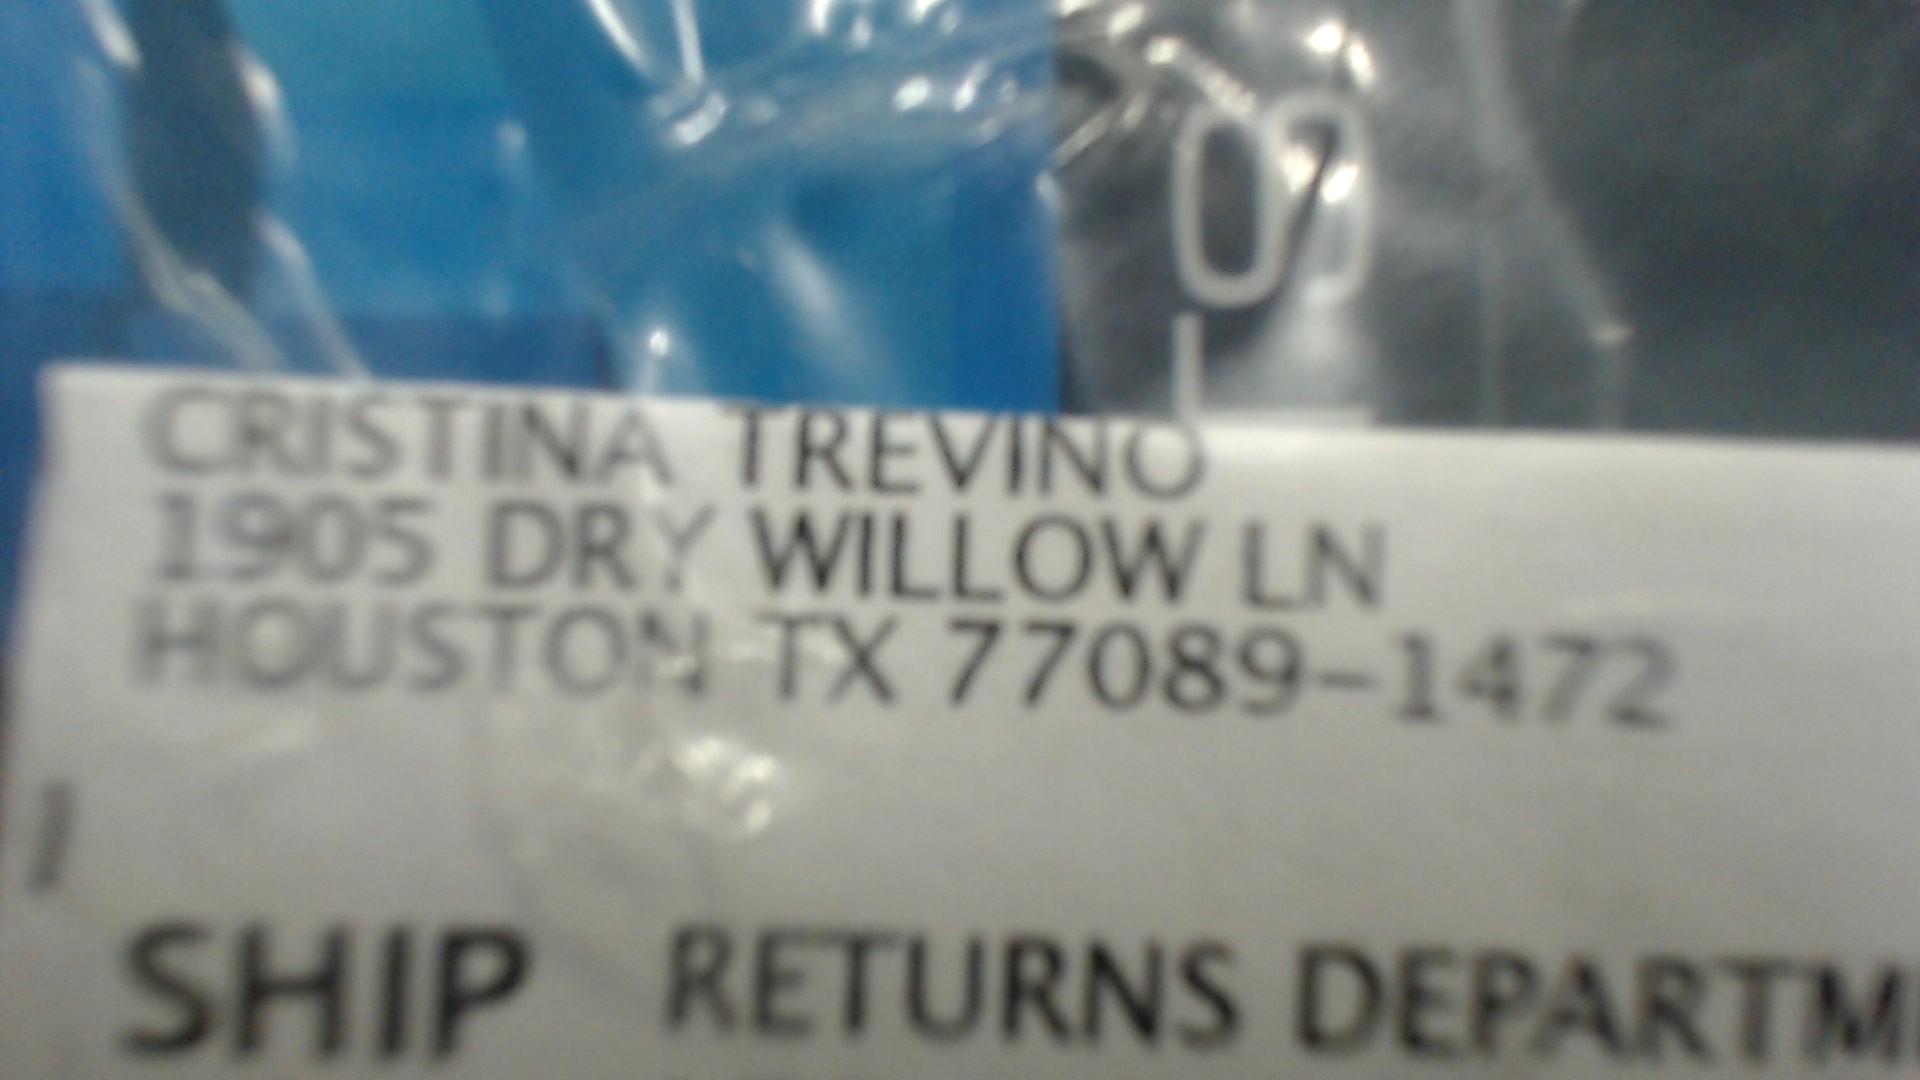 CRISTINA TREVINO
1905 DRY WILLOW LN
HOUSTON TX 77089-1472
SHIP RETURNS DEPARTM